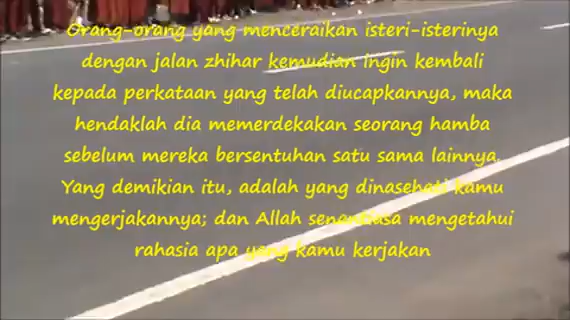 Orang-orang yang menceraikan isteri-isterinya
dengan jalan zhihar kemudian ingin kembali
kepada perkataan yang telah diucapkannya, maka
hendaklah dia memerdekakan seorang hamba
sebelum mereka bersentuhan satu sama lainnya.
Yang demikian itu, adalah yang dinasehati kamu
mengerjakannya; dan Allah senantiasa mengetahui
rahasia apa yang kamu kerjakan